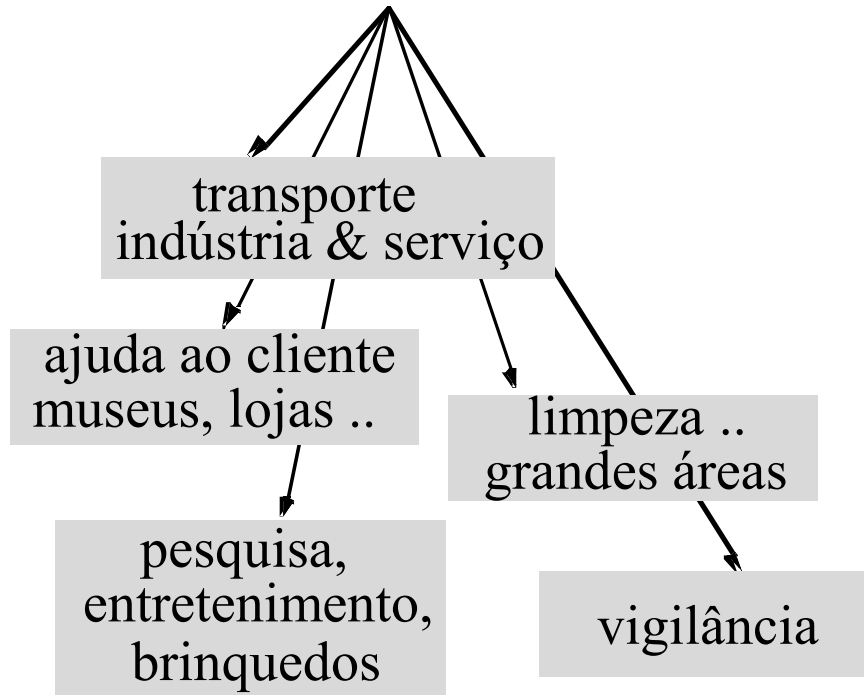 transporte
indústria & serviço
ajuda ao cliente
museus, lojas ..
limpeza ..
grandes áreas
pesquisa,
entretenimento,
brinquedos
vigilância